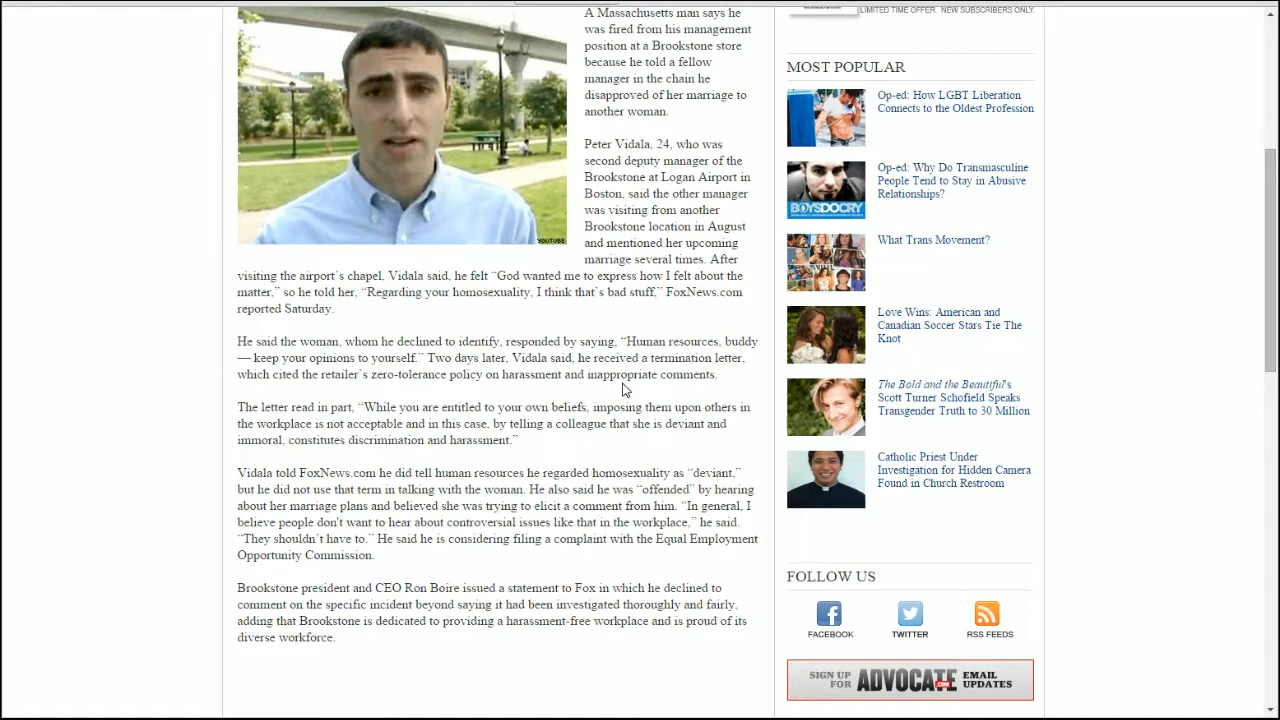 LIMITED TIME OFFER. NEW SUBSCRIBERS ONLY.
A Massachusetts man says he
was fired from his management
position at a Brookstone store
because he told a fellow
manager in the chain he
disapproved of her marriage to
another woman.
Peter Vidala, 24, who was
second deputy manager of the
Brookstone at Logan Airport in
Boston, said the other manager
was visiting from another
Brookstone location in August
and mentioned her upcoming
marriage several times. After
visiting the airport's chapel, Vidala said, he felt “God wanted me to express how I felt about the
matter,” so he told her, “Regarding your homosexuality, I think that's bad stuff,” FoxNews.com
reported Saturday.
YOUTUBE
He said the woman, whom he declined to identify, responded by saying, “Human resources, buddy
— keep your opinions to yourself.” Two days later, Vidala said, he received a termination letter,
which cited the retailer's zero-tolerance policy on harassment and inappropriate comments.
The letter read in part, “While you are entitled to your own beliefs, imposing them upon others in
the workplace is not acceptable and in this case, by telling a colleague that she is deviant and
immoral, constitutes discrimination and harassment.”
Vidala told FoxNews.com he did tell human resources he regarded homosexuality as “deviant,”
but he did not use that term in talking with the woman. He also said he was “offended” by hearing
about her marriage plans and believed she was trying to elicit a comment from him. “In general, I
believe people don't want to hear about controversial issues like that in the workplace,” he said.
“They shouldn't have to.” He said he is considering filing a complaint with the Equal Employment
Opportunity Commission.
Brookstone president and CEO Ron Boire issued a statement to Fox in which he declined to
comment on the specific incident beyond saying it had been investigated thoroughly and fairly,
adding that Brookstone is dedicated to providing a harassment-free workplace and is proud of its
diverse workforce.
MOST POPULAR
Op-ed: How LGBT Liberation
Connects to the Oldest Profession
Op-ed: Why Do Transmasculine
People Tend to Stay in Abusive
Relationships?
BOYSDOCRY
What Trans Movement?
Love Wins: American and
Canadian Soccer Stars Tie The
Knot
The Bold and the Beautiful's
Scott Turner Schofield Speaks
Transgender Truth to 30 Million
Catholic Priest Under
Investigation for Hidden Camera
Found in Church Restroom
FOLLOW US
FACEBOOK
TWITTER
RSS FEEDS
SIGN UP
FOR
ADVOCATE
.COM
EMAIL
UPDATES